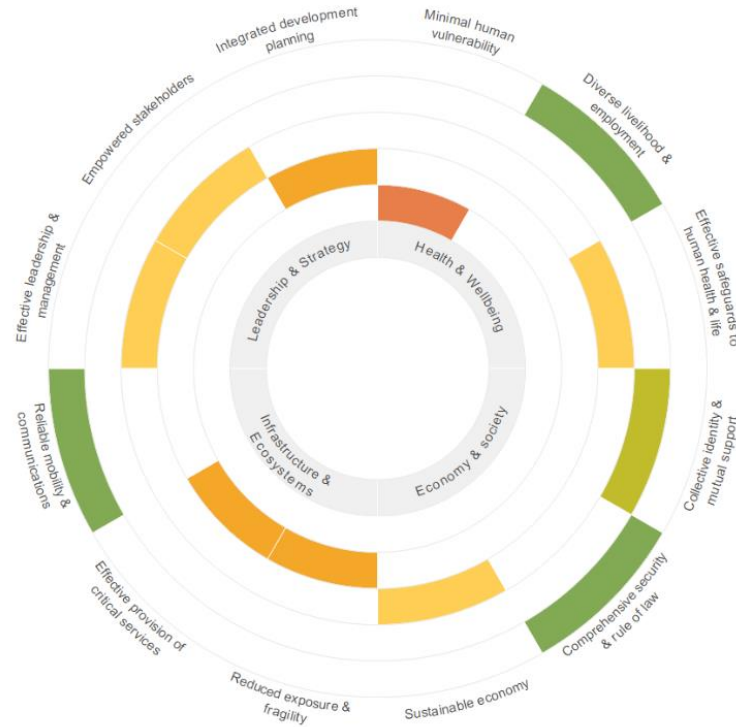 Minimal human
vulnerability
Diverse livelihood &
employment
Effective safeguards to
human health & life
Collective identity &
mutual support
Comprehensive security
& rule of law
Sustainable economy
Reduced exposure &
fragility
Effective provision of
critical services
Reliable mobility &
communications
Effective leadership &
management
Empowered stakeholders
Integrated development
planning
Leadership & Strategy
Health & Wellbeing
Economy & society
Infrastructure &
Ecosystems